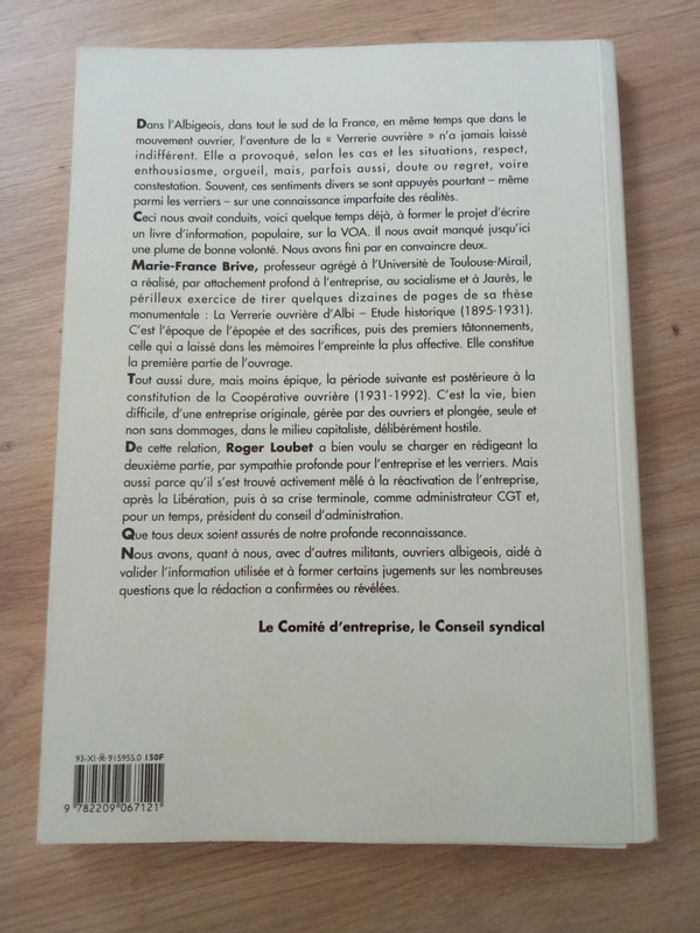 Dans l'Albigeois, dans tout le sud de la France, en même temps que dans le
mouvement ouvrier, l'aventure de la « Verrerie ouvrière » n'a jamais laissé
indifférent. Elle a provoqué, selon les cas et les situations, respect,
enthousiasme, orgueil, mais, parfois aussi, doute ou regret, voire
constestation. Souvent, ces sentiments divers se sont appuyés pourtant – même
parmi les verriers – sur une connaissance imparfaite des réalités.
Ceci nous avait conduits, voici quelque temps déjà, à former le projet d'écrire
un livre d'information, populaire, sur la VOA. Il nous avait manqué jusqu'ici
une plume de bonne volonté. Nous avons fini par en convaincre deux.
Marie-France Brive, professeur agrégé à l'Université de Toulouse-Mirail,
a réalisé, par attachement profond à l'entreprise, au socialisme et à Jaurès, le
périlleux exercice de tirer quelques dizaines de pages de sa thèse
monumentale : La Verrerie ouvrière d'Albi – Etude historique (1895-1931).
C'est l'époque de l'épopée et des sacrifices, puis des premiers tâtonnements,
celle qui a laissé dans les mémoires l'empreinte la plus affective. Elle constitue
la première partie de l'ouvrage.
Tout aussi dure, mais moins épique, la période suivante est postérieure à la
constitution de la Coopérative ouvrière (1931-1992). C'est la vie, bien
difficile, d'une entreprise originale, gérée par des ouvriers et plongée, seule et
non sans dommages, dans le milieu capitaliste, délibérément hostile.
De cette relation, Roger Loubet a bien voulu se charger en rédigeant la
deuxième partie, par sympathie profonde pour l'entreprise et les verriers. Mais
aussi parce qu'il s'est trouvé activement mêlé à la réactivation de l'entreprise,
après la Libération, puis à sa crise terminale, comme administrateur CGT et,
pour un temps, président du conseil d'administration.
Que tous deux soient assurés de notre profonde reconnaissance.
Nous avons, quant à nous, avec d'autres militants, ouvriers albigeois, aidé à
valider l'information utilisée et à former certains jugements sur les nombreuses
questions que la rédaction a confirmées ou révélées.
Le Comité d'entreprise, le Conseil syndical
93-XI 915955.0 150F
9 782209 067121